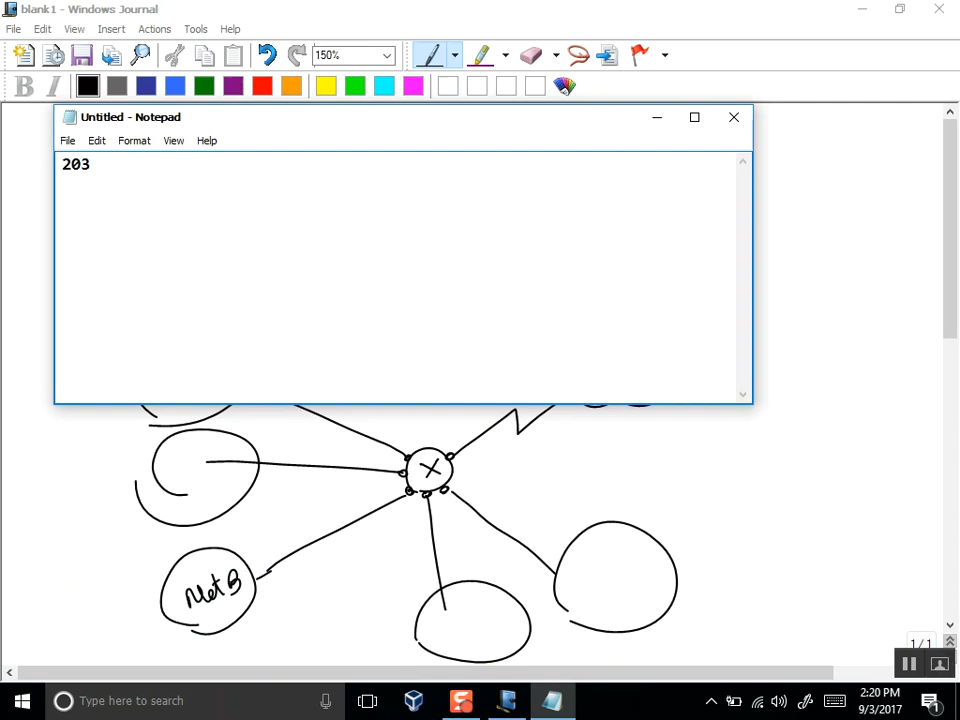 blank1 - Windows Journal
File Edit View Insert Actions Tools Help
150%
B I
Untitled - Notepad
File Edit Format View Help
203
X
Net B
1/1
Type here to search
2:20 PM
9/3/2017
1